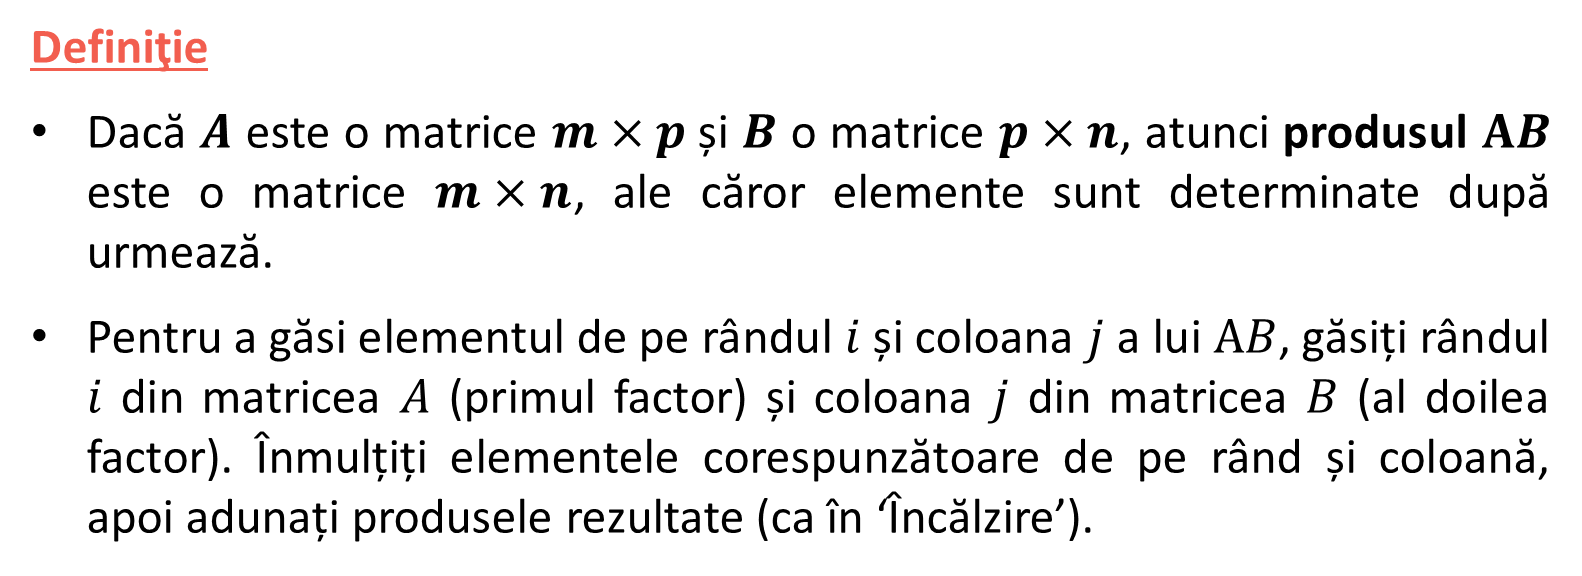 Definiţie
• Dacă A este o matrice m × p și B o matrice p × n, atunci produsul AB
este o matrice m × n, ale căror elemente sunt determinate după
urmează.
• Pentru a găsi elementul de pe rândul i și coloana j a lui AB, găsiți rândul
i din matricea A (primul factor) și coloana j din matricea B (al doilea
factor). Înmulțiți elementele corespunzătoare de pe rând și coloană,
apoi adunați produsele rezultate (ca în ‘Încălzire’).